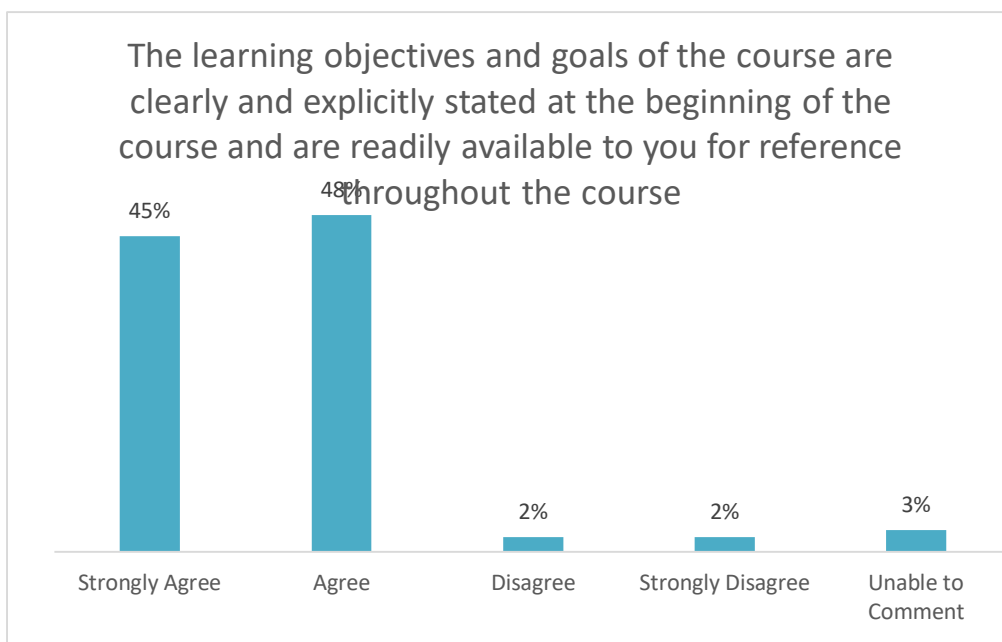 The learning objectives and goals of the course are
clearly and explicitly stated at the beginning of the
course and are readily available to you for reference
throughout the course
45%
48%
2%
2%
3%
Strongly Agree
Agree
Disagree
Strongly Disagree
Unable to
Comment